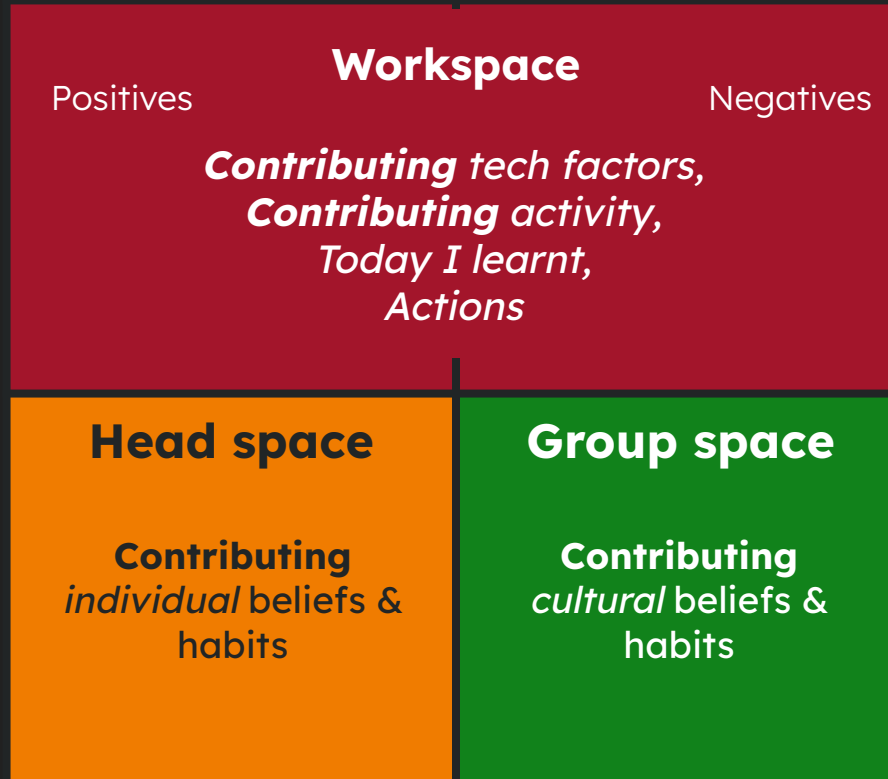 Workspace
Positives
Negatives
Contributing tech factors,
Contributing activity,
Today I learnt,
Actions
Head space
Contributing
individual beliefs &
habits
Group space
Contributing
cultural beliefs &
habits